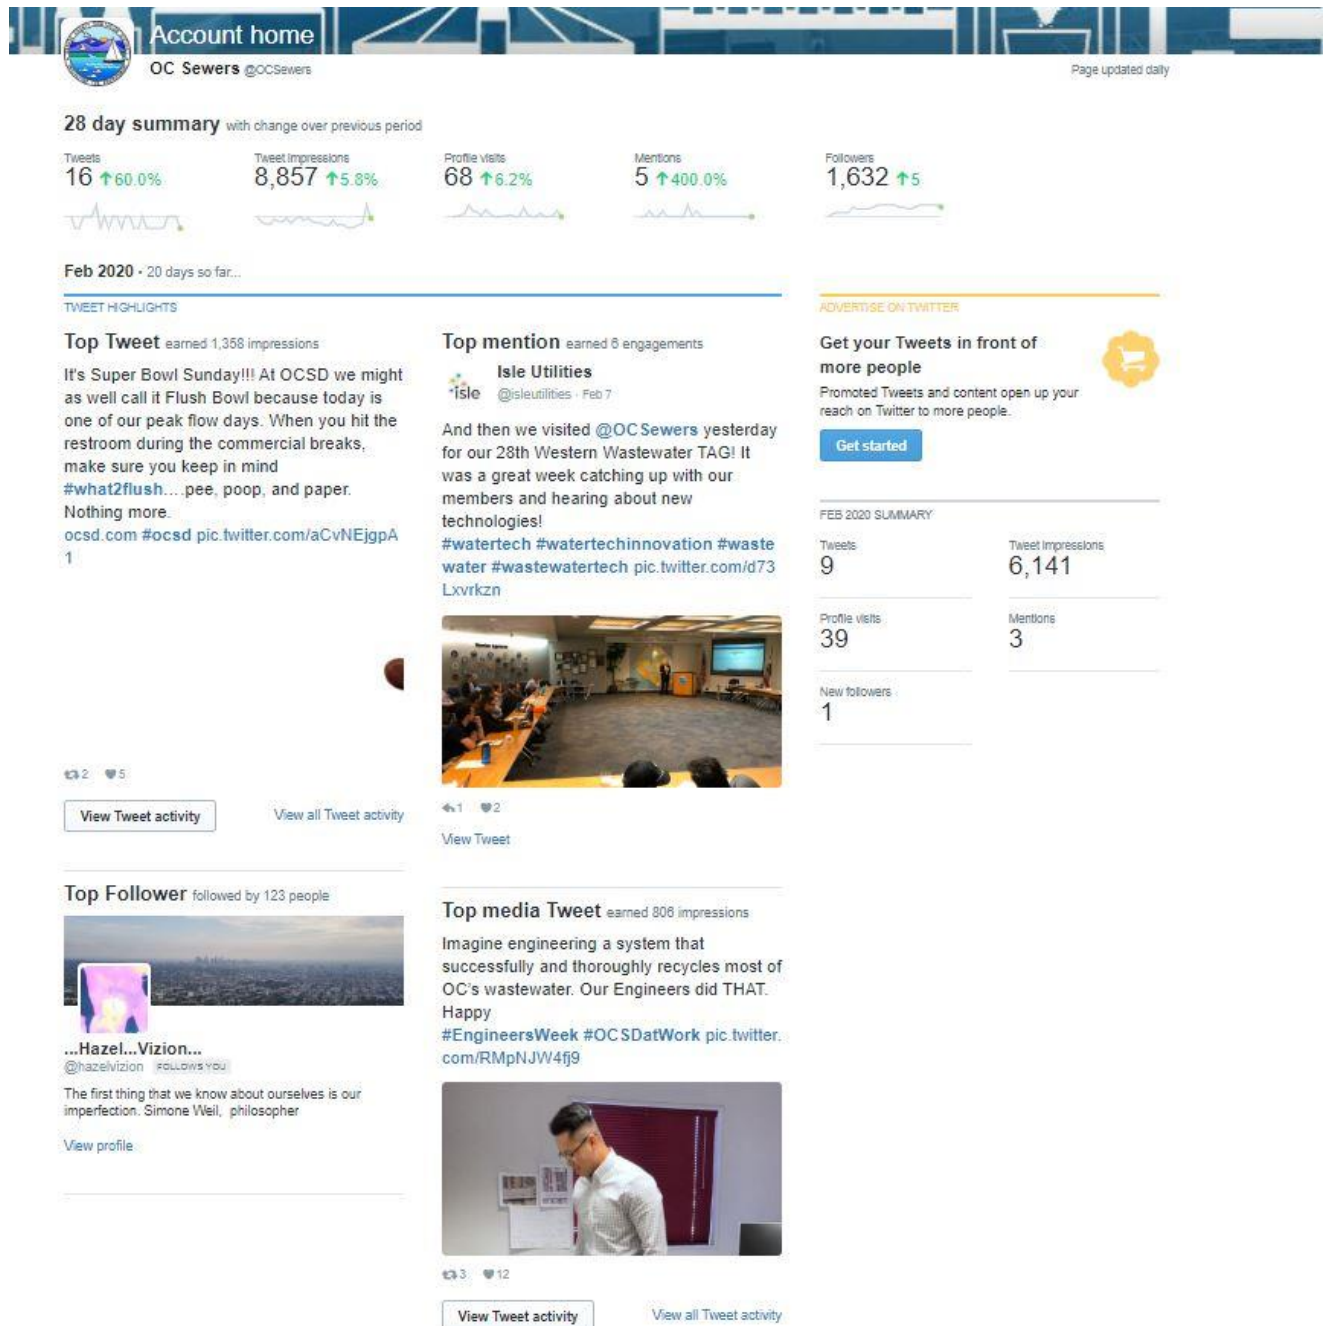 Account home
OC Sewers @OCSewers
Page updated daily
28 day summary with change over previous period
Tweets
16 ↑60.0%
Tweet impressions
8,857 ↑5.8%
Profile visits
68 ↑6.2%
Mentions
5 ↑400.0%
Followers
1,632 ↑5
Feb 2020 • 20 days so far...
TWEET HIGHLIGHTS
Top Tweet earned 1,358 impressions
It's Super Bowl Sunday!!! At OCSD we might
as well call it Flush Bowl because today is
one of our peak flow days. When you hit the
restroom during the commercial breaks,
make sure you keep in mind
#what2flush....pee, poop, and paper.
Nothing more.
ocsd.com #ocsd pic.twitter.com/aCvNEjgpA
1
2 5
View Tweet activity
View all Tweet activity
Top Follower followed by 123 people
...Hazel...Vizion...
@hazelvizion FOLLOWS YOU
The first thing that we know about ourselves is our
imperfection. Simone Weil, philosopher
View profile
Top mention earned 6 engagements
isle
Isle Utilities
@isleutilities · Feb 7
And then we visited @OCSewers yesterday
for our 28th Western Wastewater TAG! It
was a great week catching up with our
members and hearing about new
technologies!
#watertech #watertechinnovation #waste
water #wastewatertech pic.twitter.com/d73
Lxvrkzn
1 2
View Tweet
Top media Tweet earned 806 impressions
Imagine engineering a system that
successfully and thoroughly recycles most of
OC's wastewater. Our Engineers did THAT.
Happy
#EngineersWeek #OCSDatWork pic.twitter.
com/RMpNJW4fj9
3 12
View Tweet activity
View all Tweet activity
ADVERTISE ON TWITTER
Get your Tweets in front of
more people
Promoted Tweets and content open up your
reach on Twitter to more people.
Get started
FEB 2020 SUMMARY
Tweets
9
Tweet impressions
6,141
Profile visits
39
Mentions
3
New followers
1